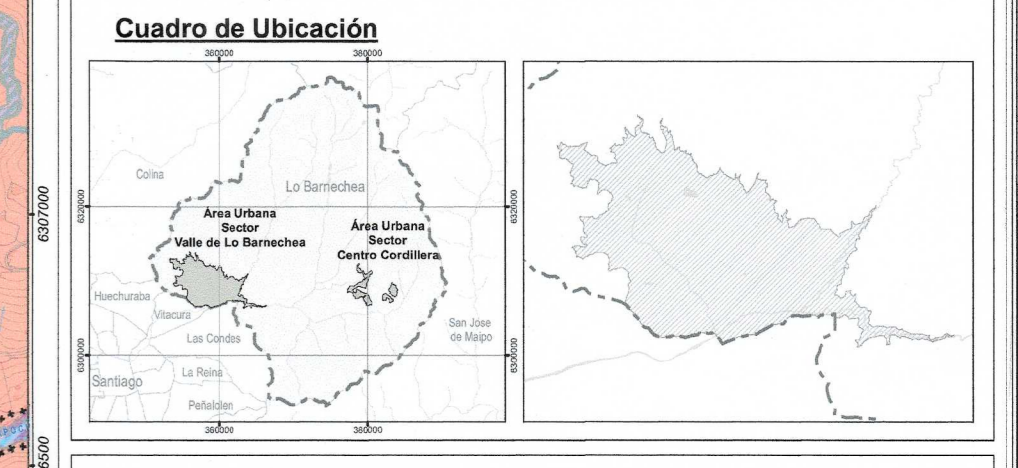 Cuadro de Ubicación
360000
380000
Colina
Lo Barnechea
6320000
6320000
Área Urbana
Sector
Valle de Lo Barnechea
Área Urbana
Sector
Centro Cordillera
Huechuraba
Vitacura
Las Condes
San Jose
de Maipo
La Reina
Santiago
Peñalolen
6300000
6300000
360000
380000
6307000
6500
POCO